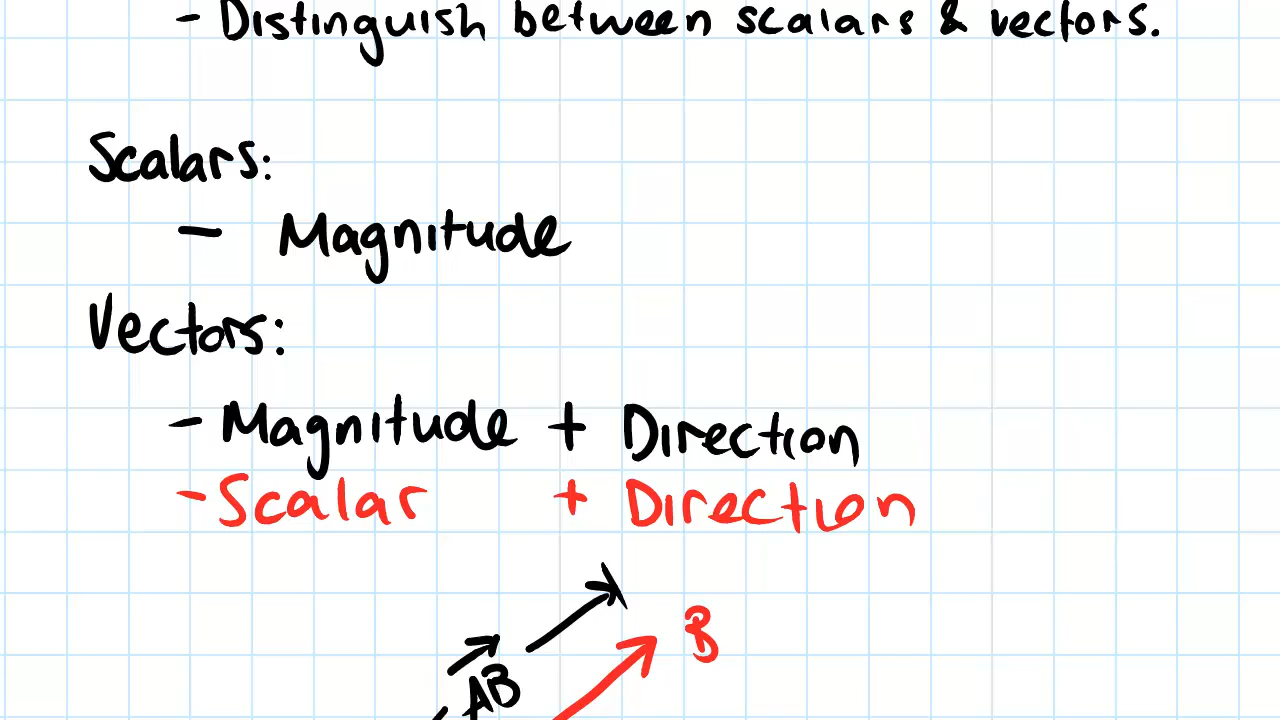 - Distinguish between scalars & vectors.
Scalars:
- Magnitude
Vectors:
- Magnitude + Direction
- Scalar + Direction
B
AB